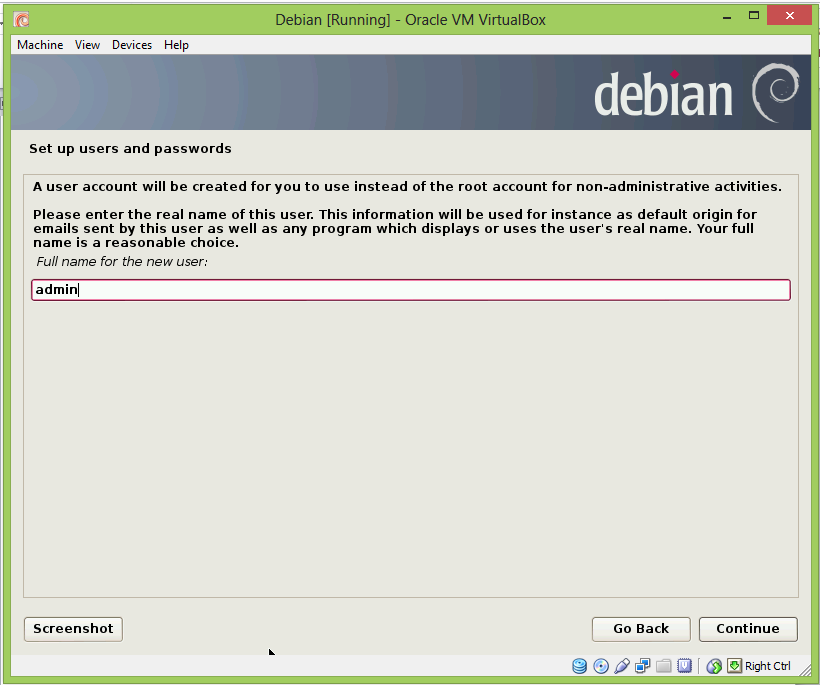 Debian [Running] - Oracle VM VirtualBox
Machine View Devices Help
debian
Set up users and passwords
A user account will be created for you to use instead of the root account for non-administrative activities.
Please enter the real name of this user. This information will be used for instance as default origin for
emails sent by this user as well as any program which displays or uses the user's real name. Your full
name is a reasonable choice.
Full name for the new user:
admin
Screenshot Go Back Continue
Right Ctrl